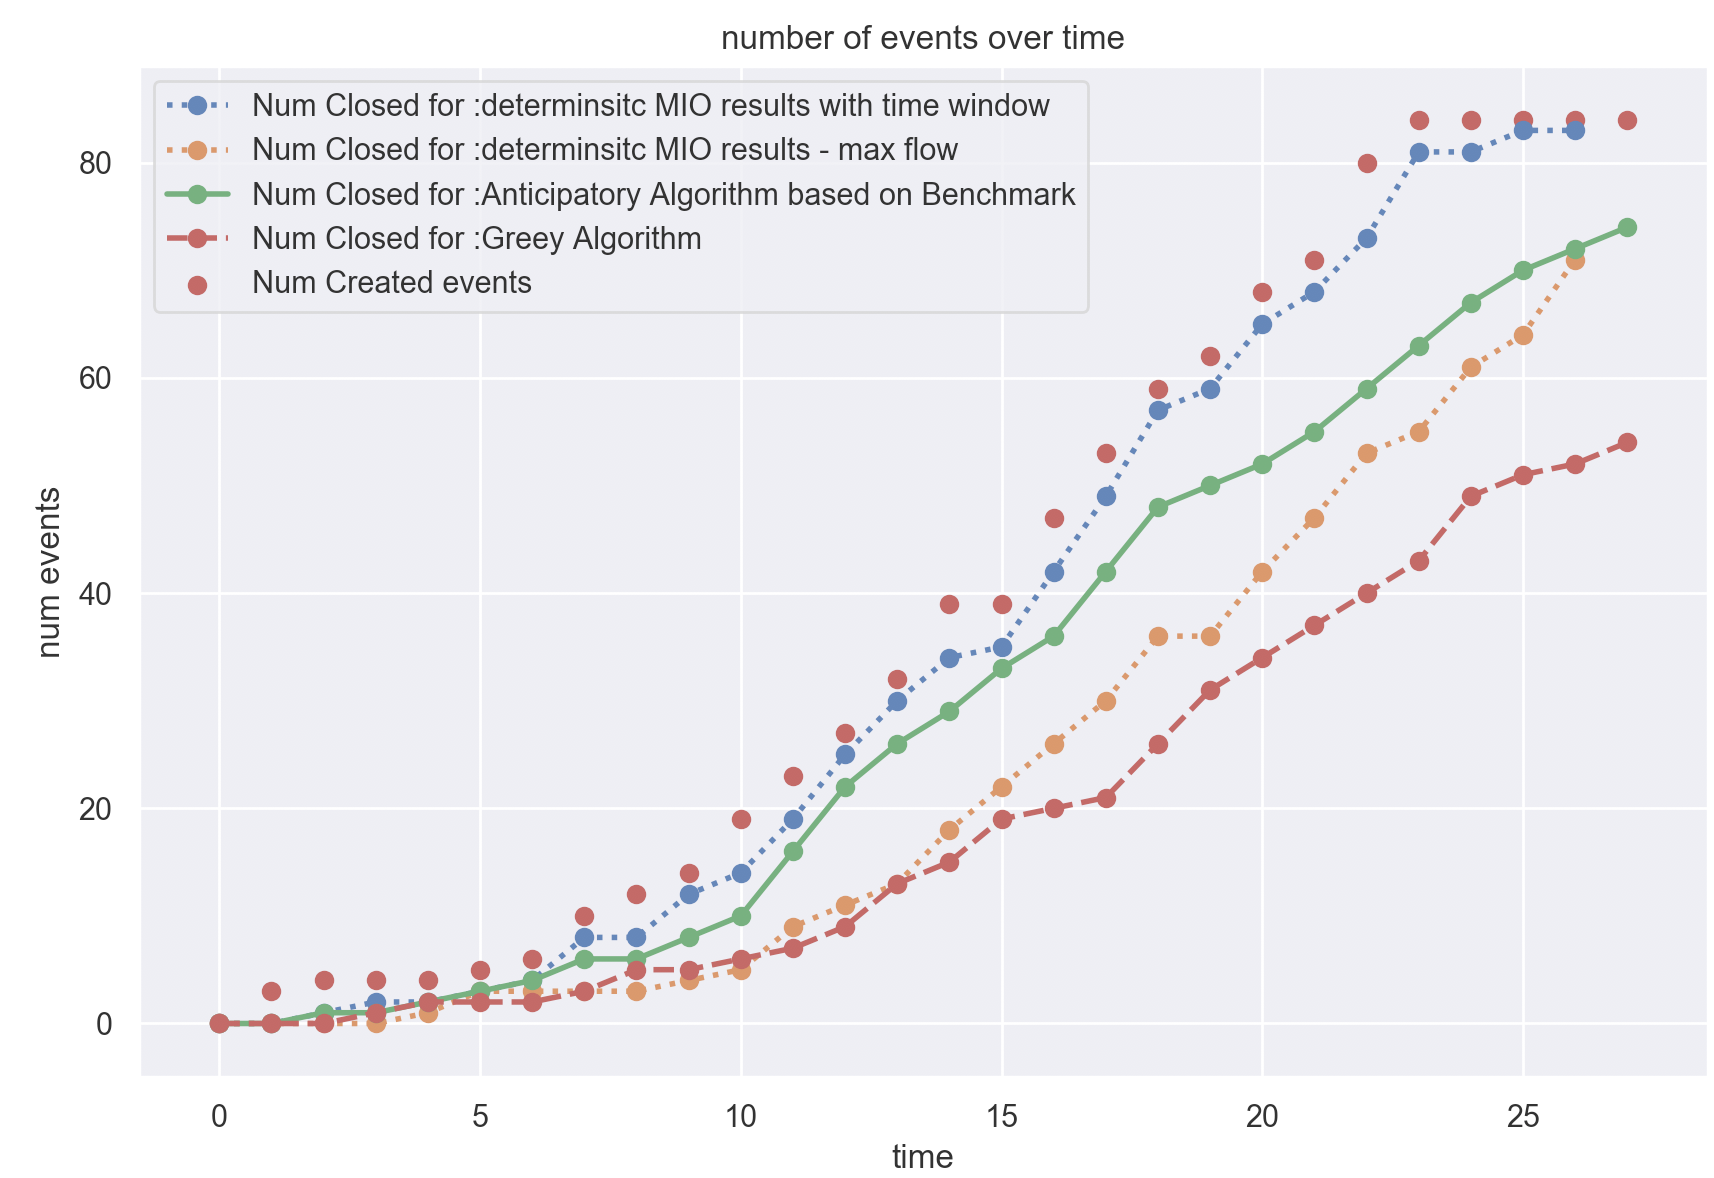 number of events over time
Num Closed for :determinsitc MIO results with time window
Num Closed for :determinsitc MIO results - max flow
Num Closed for :Anticipatory Algorithm based on Benchmark
Num Closed for :Greey Algorithm
Num Created events
80
60
40
20
0
num events
0 5 10 15 20 25
time